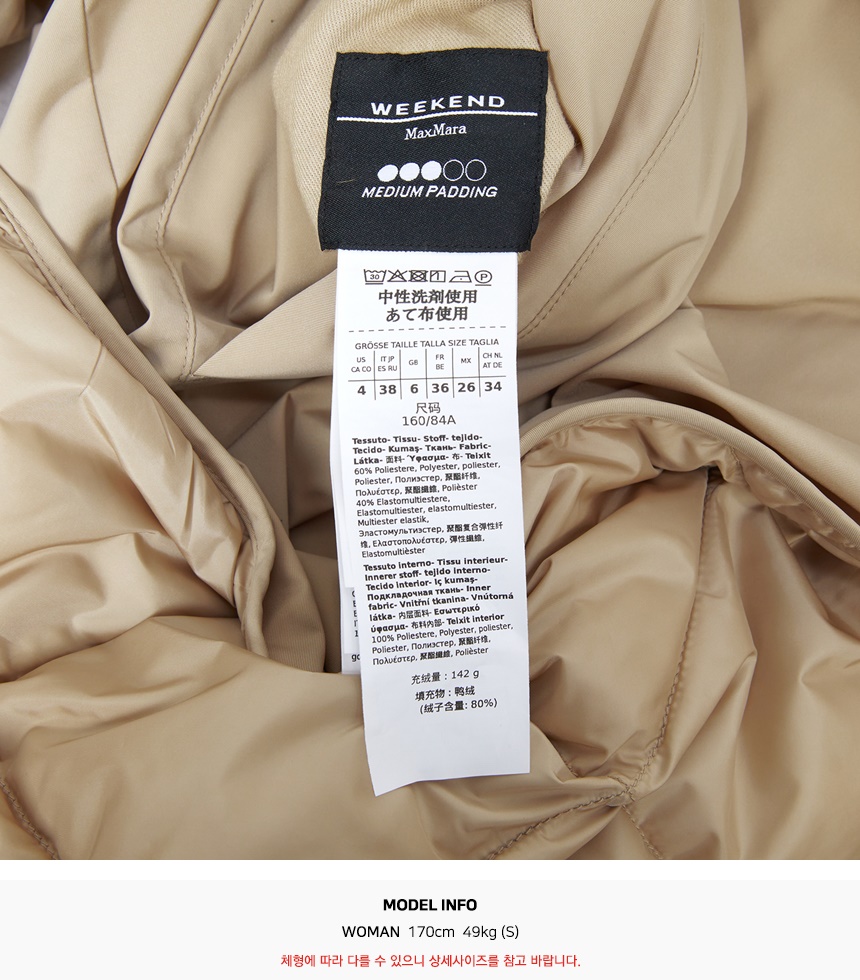 WEEKEND
MaxMara
MEDIUM PADDING
30
中性洗剤使用
あて布使用
GRÖSSE TAILLE TALLA SIZE TAGLIA
US CA CO | IT JP ES RU | GB | FR BE | MX | CH NL AT DE
4 | 38 | 6 | 36 | 26 | 34
尺码
160/84A
Tessuto- Tissu- Stoff- tejido-
Tecido- Kumaş- Ткань- Fabric-
Látka- 面料- Ύφασμα- 布- Teixit
60% Poliestere, Polyester, poliester,
Poliester, Полиэстер, 聚酯纤维,
Πολυέστερ, 聚酯纖維, Polièster
40% Elastomultiestere,
Elastomultiester, elastomultiester,
Multiester elastik,
Эластомультиэстер, 聚酯复合弹性纤
维, Ελαστοπολυέστερ, 彈性纖維,
Elastomultièster
Tessuto interno- Tissu interieur-
Innerer stoff- tejido interno-
Tecido interior- Iç kumaş-
Подкладочная ткань- Inner
fabric- Vnitřní tkanina- Vnútorná
látka- 内层面料- Εσωτερικό
ύφασμα- 布料內部- Teixit interior
100% Poliestere, Polyester, poliester,
Poliester, Полиэстер, 聚酯纤维,
Πολυέστερ, 聚酯纖維, Polièster
充绒量 : 142 g
填充物 : 鸭绒
(绒子含量: 80%)
MODEL INFO
WOMAN 170cm 49kg (S)
체형에 따라 다를 수 있으니 상세사이즈를 참고 바랍니다.